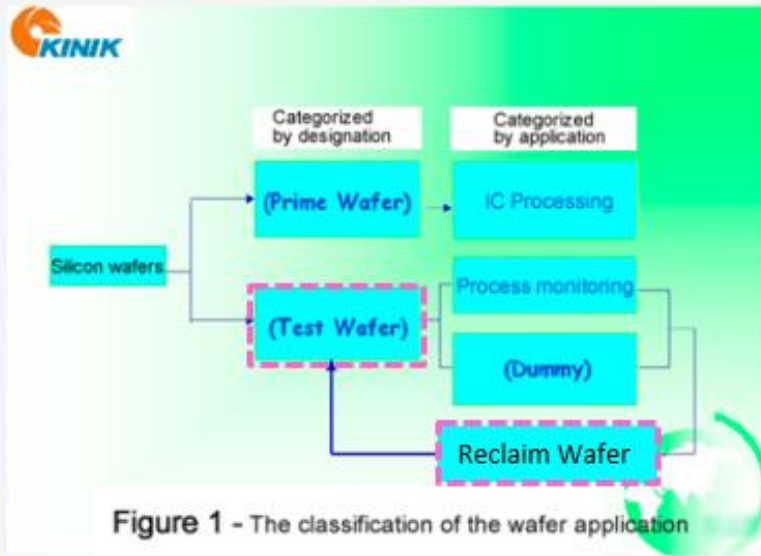 KINIK
Categorized
by designation
Categorized
by application
(Prime Wafer)
IC Processing
Silicon wafers
Process monitoring
(Test Wafer)
(Dummy)
Reclaim Wafer
Figure 1 - The classification of the wafer application